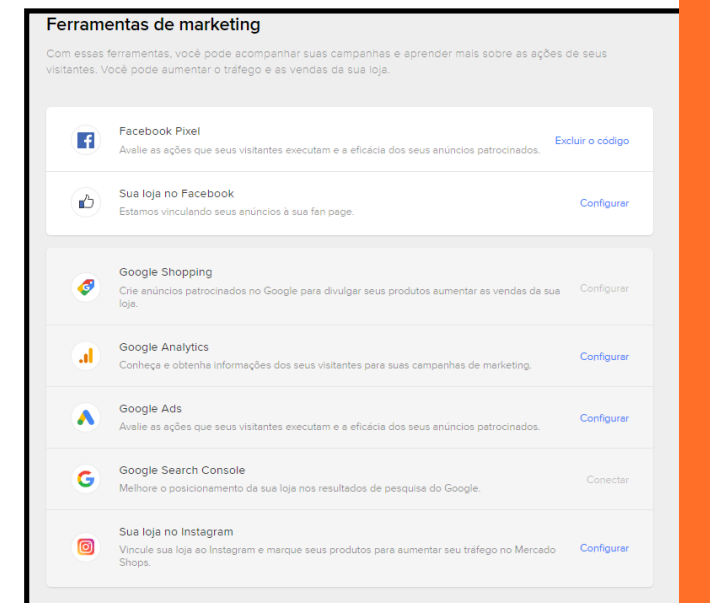 Ferramentas de marketing
Com essas ferramentas, você pode acompanhar suas campanhas e aprender mais sobre as ações de seus
visitantes. Você pode aumentar o tráfego e as vendas da sua loja.
Facebook Pixel
Avalie as ações que seus visitantes executam e a eficácia dos seus anúncios patrocinados.
Excluir o código
Sua loja no Facebook
Estamos vinculando seus anúncios à sua fan page.
Configurar
Google Shopping
Crie anúncios patrocinados no Google para divulgar seus produtos aumentar as vendas da sua
loja.
Configurar
Google Analytics
Conheça e obtenha informações dos seus visitantes para suas campanhas de marketing.
Configurar
Google Ads
Avalie as ações que seus visitantes executam e a eficácia dos seus anúncios patrocinados.
Configurar
Google Search Console
Melhore o posicionamento da sua loja nos resultados de pesquisa do Google.
Conectar
Sua loja no Instagram
Vincule sua loja ao Instagram e marque seus produtos para aumentar seu tráfego no Mercado
Shops.
Configurar